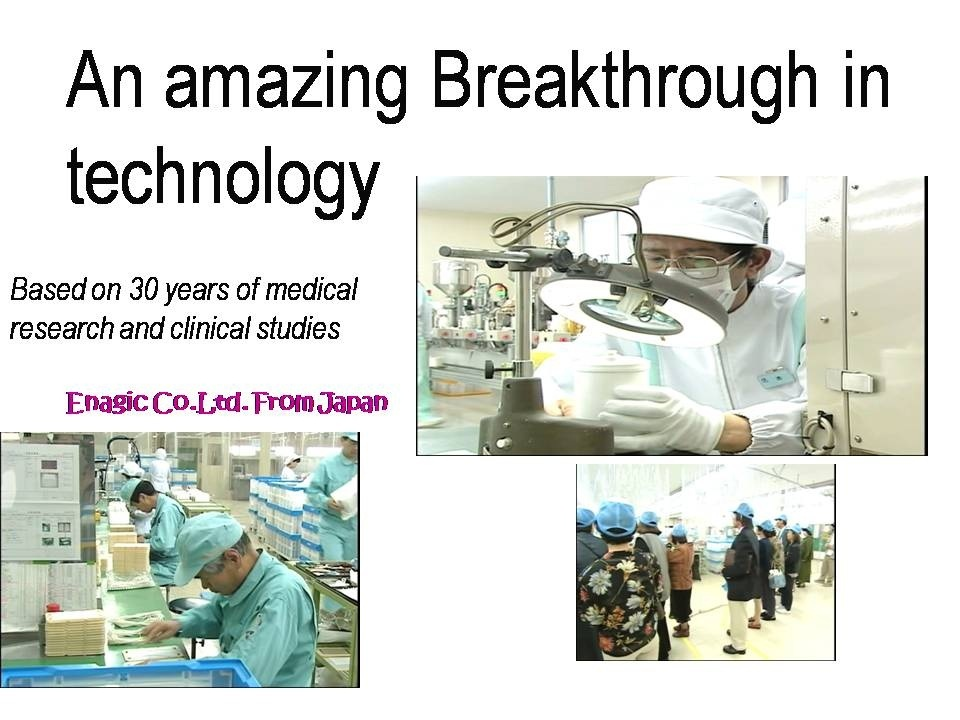 An amazing Breakthrough in
technology
Based on 30 years of medical
research and clinical studies
Enagic Co.Ltd. From Japan